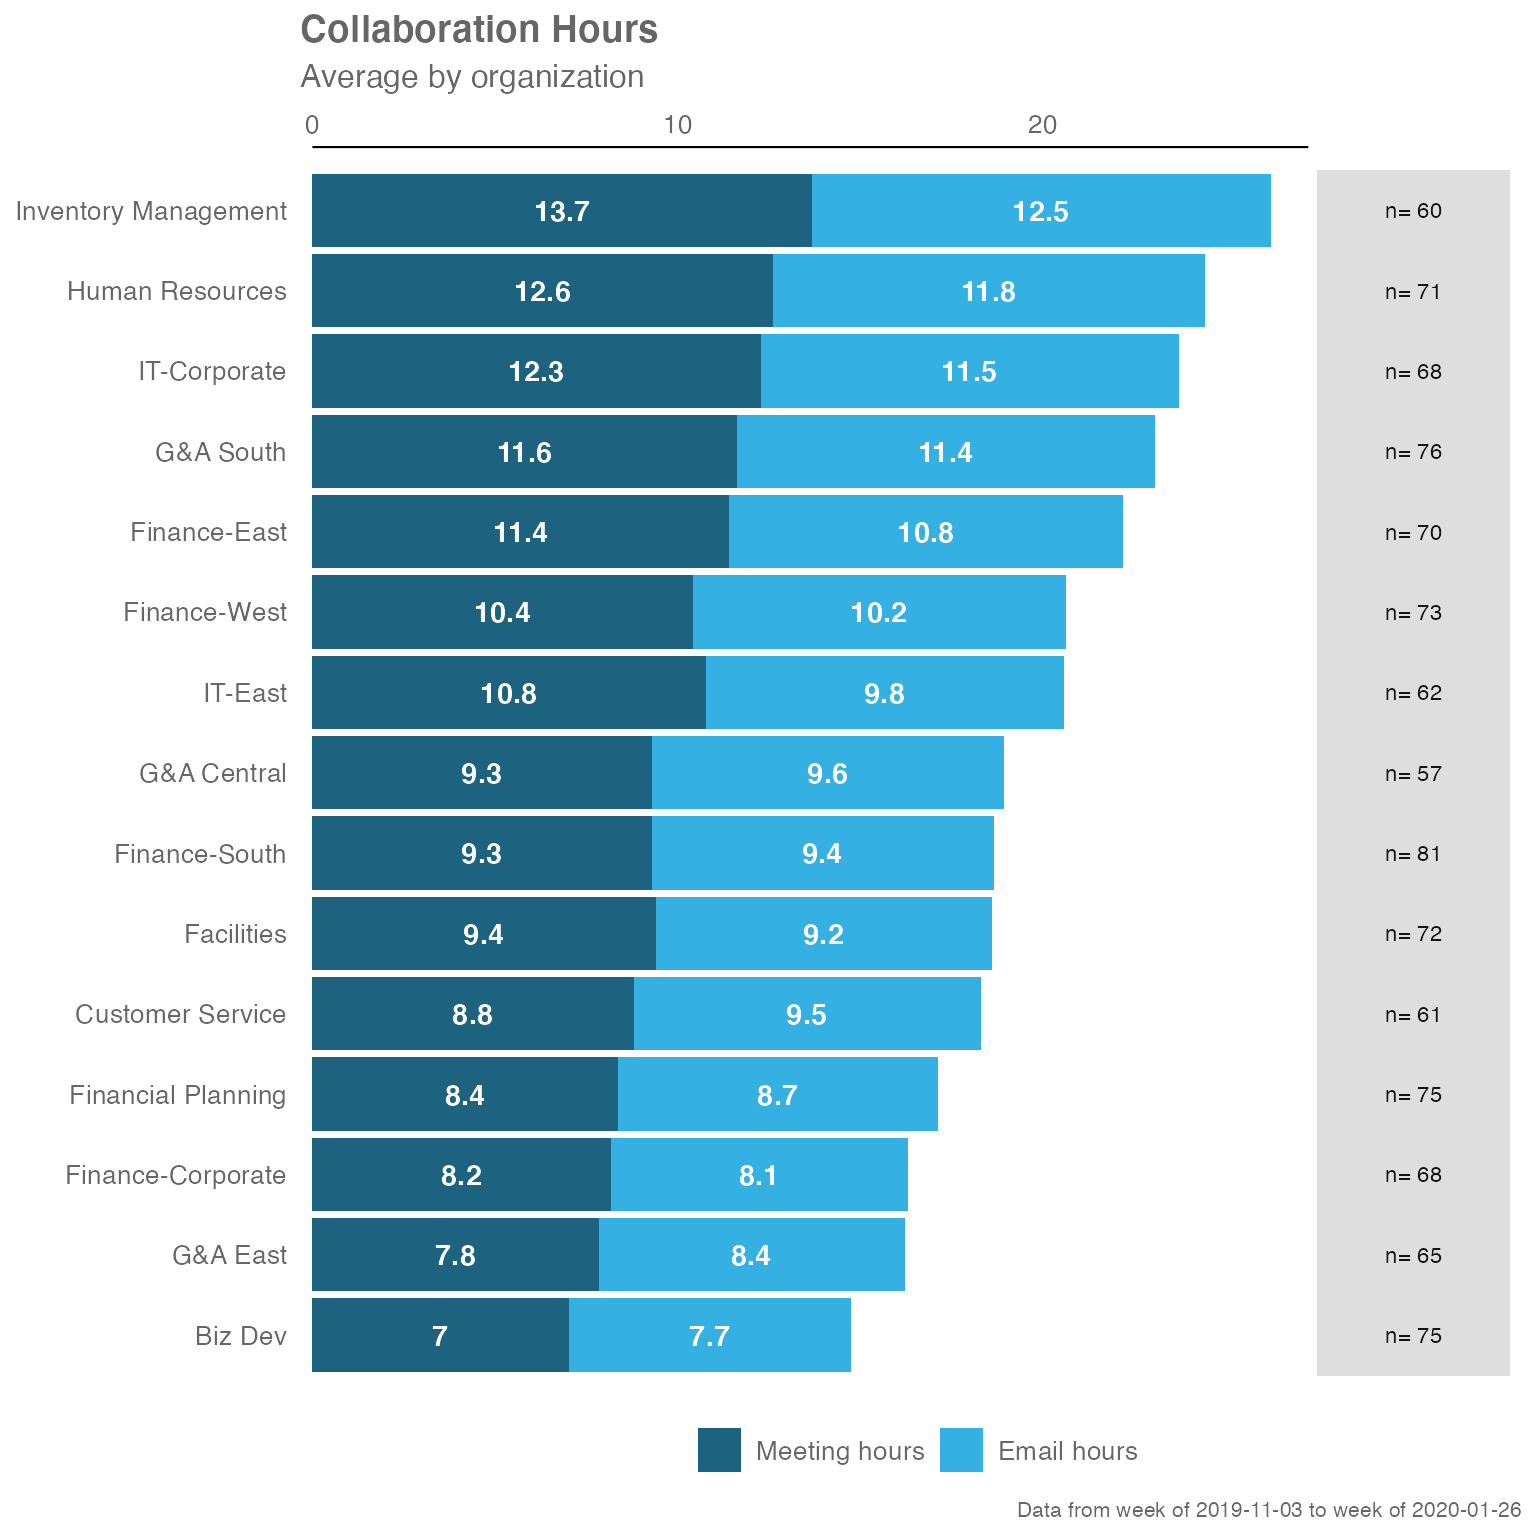 Collaboration Hours
Average by organization
0 10 20
Inventory Management 13.7 12.5 n= 60
Human Resources 12.6 11.8 n= 71
IT-Corporate 12.3 11.5 n= 68
G&A South 11.6 11.4 n= 76
Finance-East 11.4 10.8 n= 70
Finance-West 10.4 10.2 n= 73
IT-East 10.8 9.8 n= 62
G&A Central 9.3 9.6 n= 57
Finance-South 9.3 9.4 n= 81
Facilities 9.4 9.2 n= 72
Customer Service 8.8 9.5 n= 61
Financial Planning 8.4 8.7 n= 75
Finance-Corporate 8.2 8.1 n= 68
G&A East 7.8 8.4 n= 65
Biz Dev 7 7.7 n= 75
Meeting hours Email hours
Data from week of 2019-11-03 to week of 2020-01-26